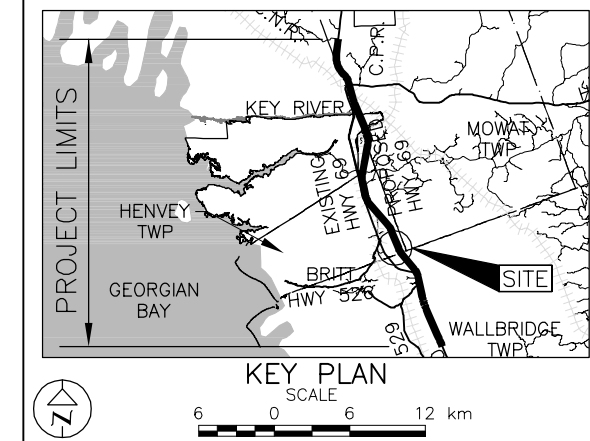 C.N.R.
C.P.R.
PROJECT LIMITS
KEY RIVER
MOWAT
TWP
EXISTING
HWY 69
PROPOSED
HWY 69
HENVEY
TWP
BRITT
HWY 526
SITE
GEORGIAN
BAY
529
WALLBRIDGE
TWP
KEY PLAN
SCALE
N
6 0 6 12 km